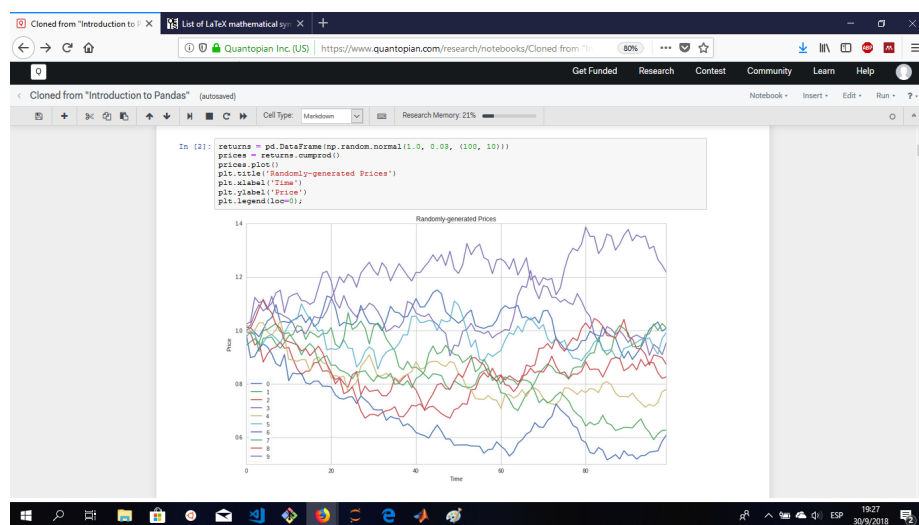 Cloned from "Introduction to P
List of LaTeX mathematical syn
Quantopian Inc. (US) https://www.quantopian.com/research/notebooks/Cloned from "In 80%
Q Get Funded Research Contest Community Learn Help
Cloned from "Introduction to Pandas" (autosaved) Notebook Insert Edit Run ?
Cell Type: Markdown Research Memory: 21%
In [2]: returns = pd.DataFrame(np.random.normal(1.0, 0.03, (100, 10)))
prices = returns.cumprod()
prices.plot()
plt.title('Randomly-generated Prices')
plt.xlabel('Time')
plt.ylabel('Price')
plt.legend(loc=0);
Randomly-generated Prices
1.4
1.2
1.0
Price
0.8
0.6
0
1
2
3
4
5
6
7
8
9
0 20 40 60 80
Time
ESP
19:27
30/9/2018